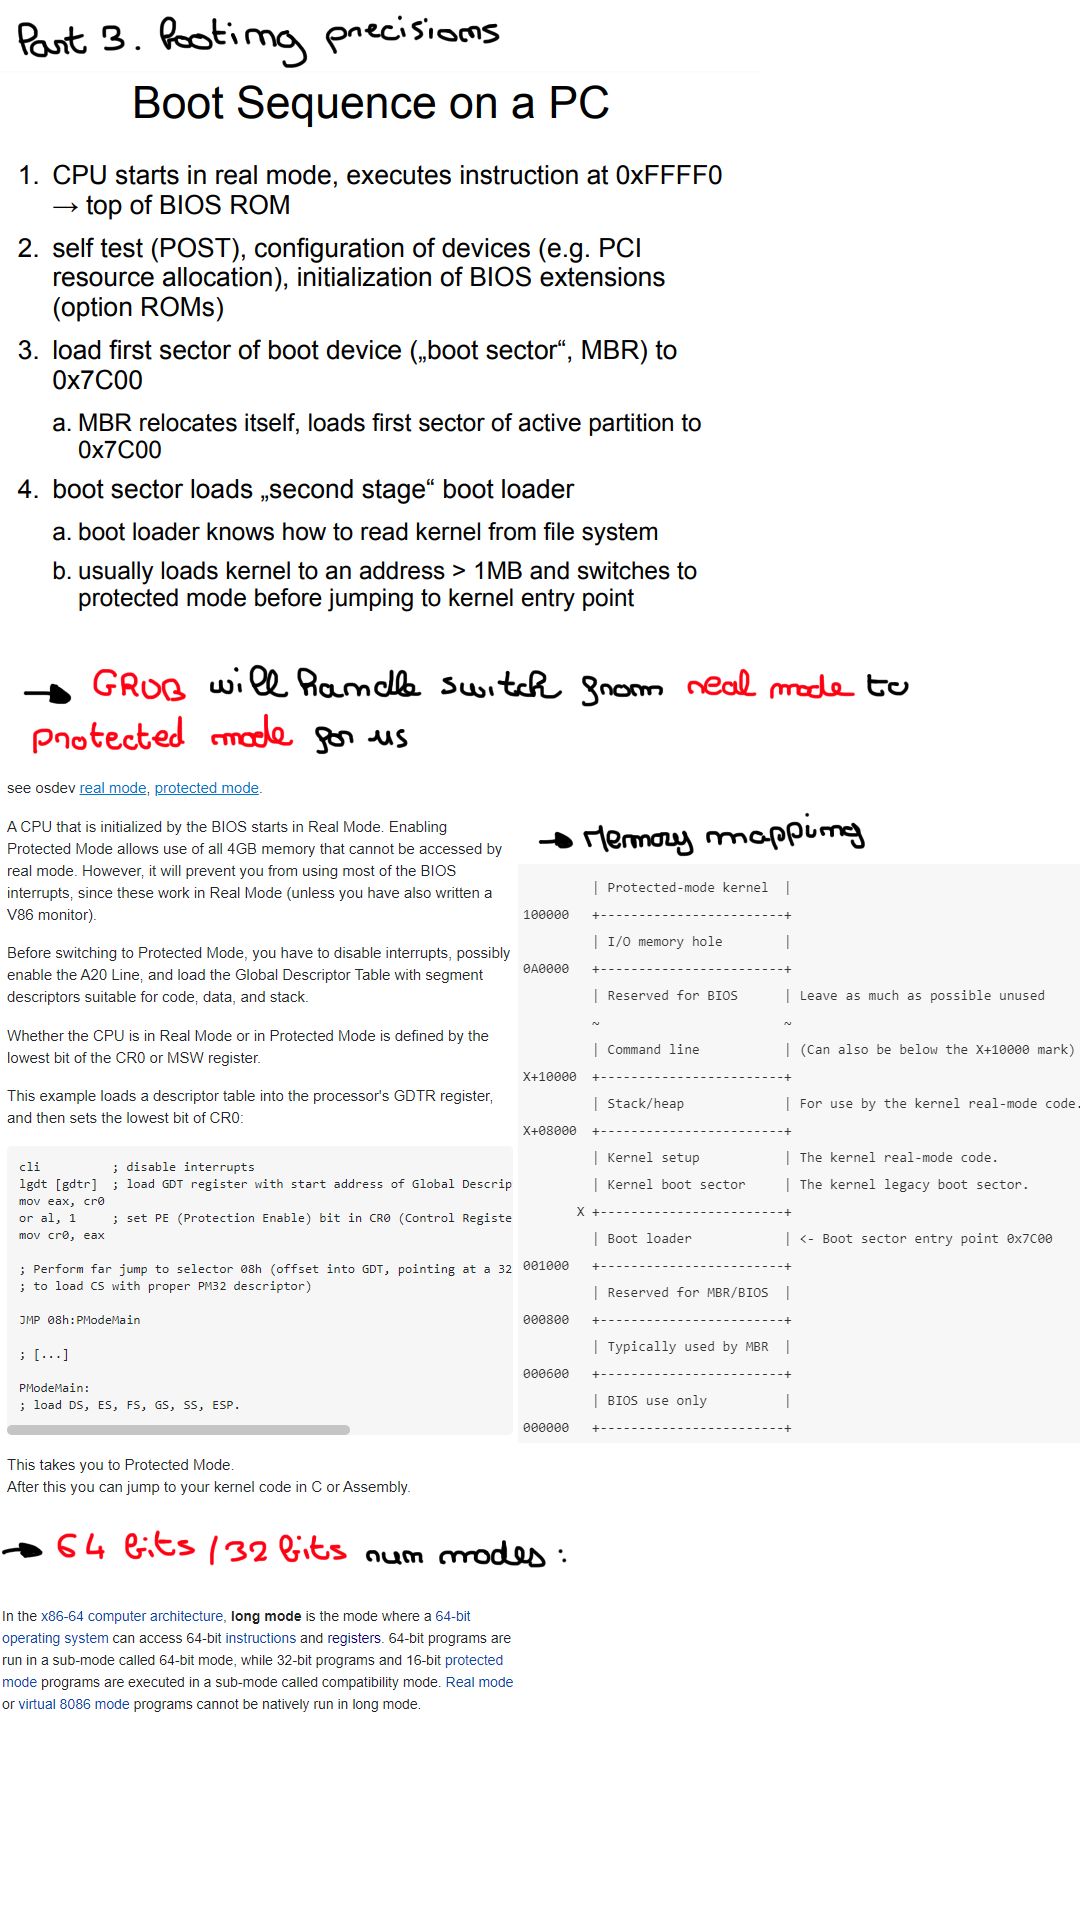 Part 3. Booting precisions
Boot Sequence on a PC
1. CPU starts in real mode, executes instruction at 0xFFFF0
→ top of BIOS ROM
2. self test (POST), configuration of devices (e.g. PCI
resource allocation), initialization of BIOS extensions
(option ROMs)
3. load first sector of boot device („boot sector“, MBR) to
0x7C00
a. MBR relocates itself, loads first sector of active partition to
0x7C00
4. boot sector loads „second stage“ boot loader
a. boot loader knows how to read kernel from file system
b. usually loads kernel to an address > 1MB and switches to
protected mode before jumping to kernel entry point
→ GRUB will handle switch from real mode to
protected mode for us
see osdev real mode, protected mode.
A CPU that is initialized by the BIOS starts in Real Mode. Enabling
Protected Mode allows use of all 4GB memory that cannot be accessed by
real mode. However, it will prevent you from using most of the BIOS
interrupts, since these work in Real Mode (unless you have also written a
V86 monitor).
Before switching to Protected Mode, you have to disable interrupts, possibly
enable the A20 Line, and load the Global Descriptor Table with segment
descriptors suitable for code, data, and stack.
Whether the CPU is in Real Mode or in Protected Mode is defined by the
lowest bit of the CR0 or MSW register.
This example loads a descriptor table into the processor's GDTR register,
and then sets the lowest bit of CR0:
cli ; disable interrupts
lgdt [gdtr] ; load GDT register with start address of Global Descrip
mov eax, cr0
or al, 1 ; set PE (Protection Enable) bit in CR0 (Control Registe
mov cr0, eax
; Perform far jump to selector 08h (offset into GDT, pointing at a 32
; to load CS with proper PM32 descriptor)
JMP 08h:PModeMain
; [...]
PModeMain:
; load DS, ES, FS, GS, SS, ESP.
This takes you to Protected Mode.
After this you can jump to your kernel code in C or Assembly.
→ Memory mapping
| Protected-mode kernel |
100000 +------------------------+
| I/O memory hole |
0A0000 +------------------------+
| Reserved for BIOS | Leave as much as possible unused
~ ~
| Command line | (Can also be below the X+10000 mark)
X+10000 +------------------------+
| Stack/heap | For use by the kernel real-mode code.
X+08000 +------------------------+
| Kernel setup | The kernel real-mode code.
| Kernel boot sector | The kernel legacy boot sector.
X +------------------------+
| Boot loader | <- Boot sector entry point 0x7C00
001000 +------------------------+
| Reserved for MBR/BIOS |
000800 +------------------------+
| Typically used by MBR |
000600 +------------------------+
| BIOS use only |
000000 +------------------------+
→ 64 bits / 32 bits num modes :
In the x86-64 computer architecture, long mode is the mode where a 64-bit
operating system can access 64-bit instructions and registers. 64-bit programs are
run in a sub-mode called 64-bit mode, while 32-bit programs and 16-bit protected
mode programs are executed in a sub-mode called compatibility mode. Real mode
or virtual 8086 mode programs cannot be natively run in long mode.